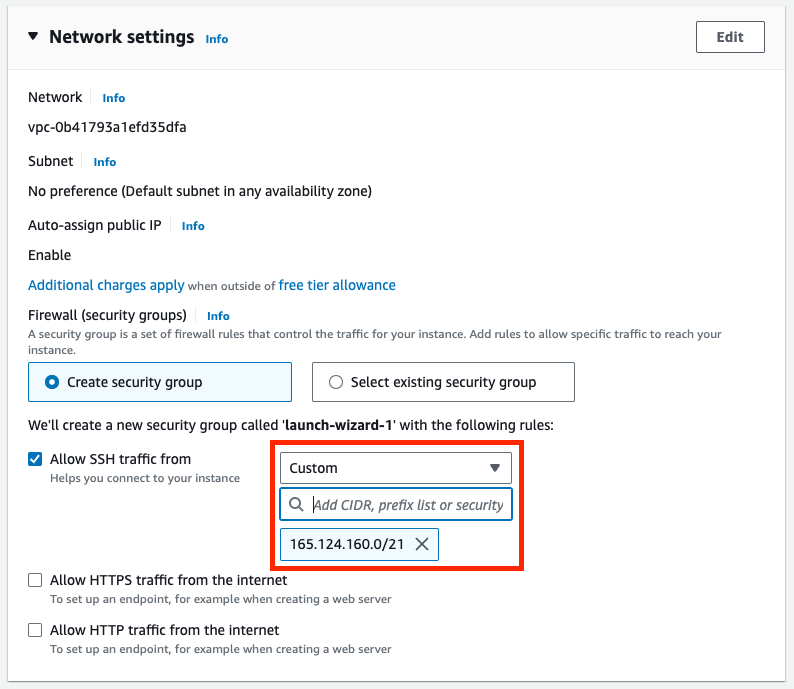 Network settings Info
Edit
Network Info
vpc-0b41793a1efd35dfa
Subnet Info
No preference (Default subnet in any availability zone)
Auto-assign public IP Info
Enable
Additional charges apply when outside of free tier allowance
Firewall (security groups) Info
A security group is a set of firewall rules that control the traffic for your instance. Add rules to allow specific traffic to reach your
instance.
Create security group
Select existing security group
We'll create a new security group called 'launch-wizard-1' with the following rules:
Allow SSH traffic from
Helps you connect to your instance
Custom
Add CIDR, prefix list or security
165.124.160.0/21
Allow HTTPS traffic from the internet
To set up an endpoint, for example when creating a web server
Allow HTTP traffic from the internet
To set up an endpoint, for example when creating a web server